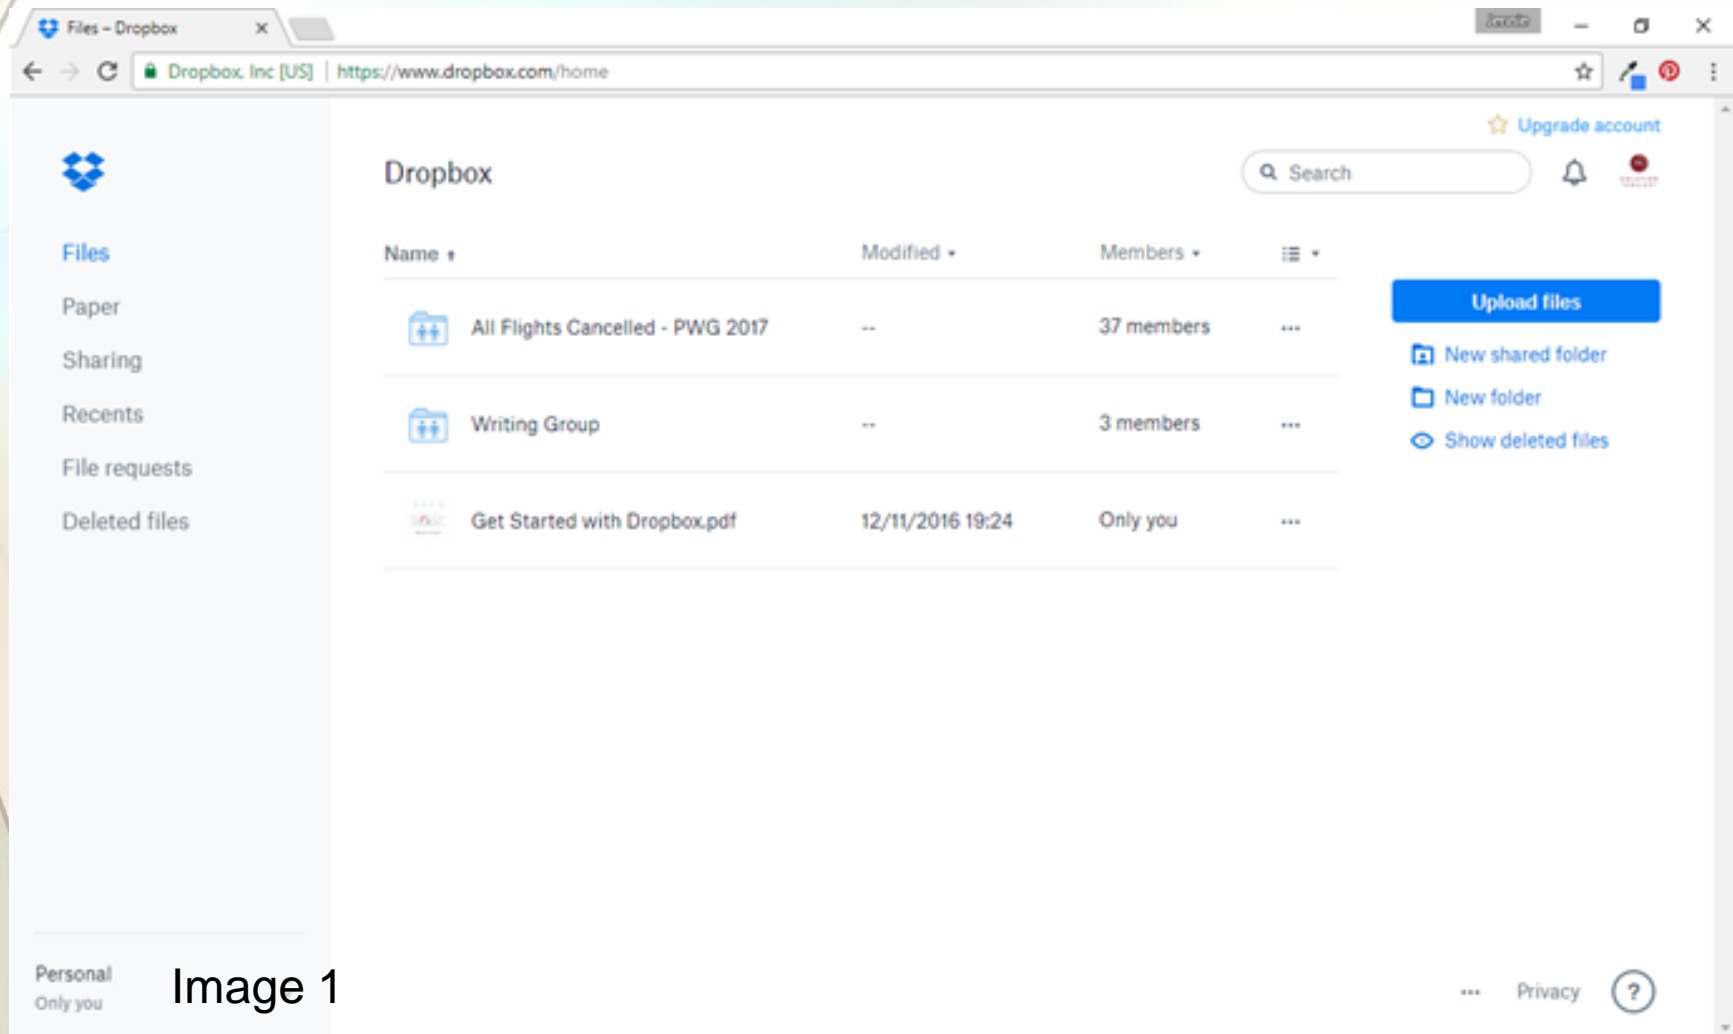 Files – Dropbox
Dropbox, Inc [US] https://www.dropbox.com/home
Upgrade account
Dropbox
Search
Files
Paper
Sharing
Recents
File requests
Deleted files
Name Modified Members
All Flights Cancelled - PWG 2017 -- 37 members ...
Writing Group -- 3 members ...
Get Started with Dropbox.pdf 12/11/2016 19:24 Only you ...
Upload files
New shared folder
New folder
Show deleted files
Personal
Only you
Image 1
... Privacy ?